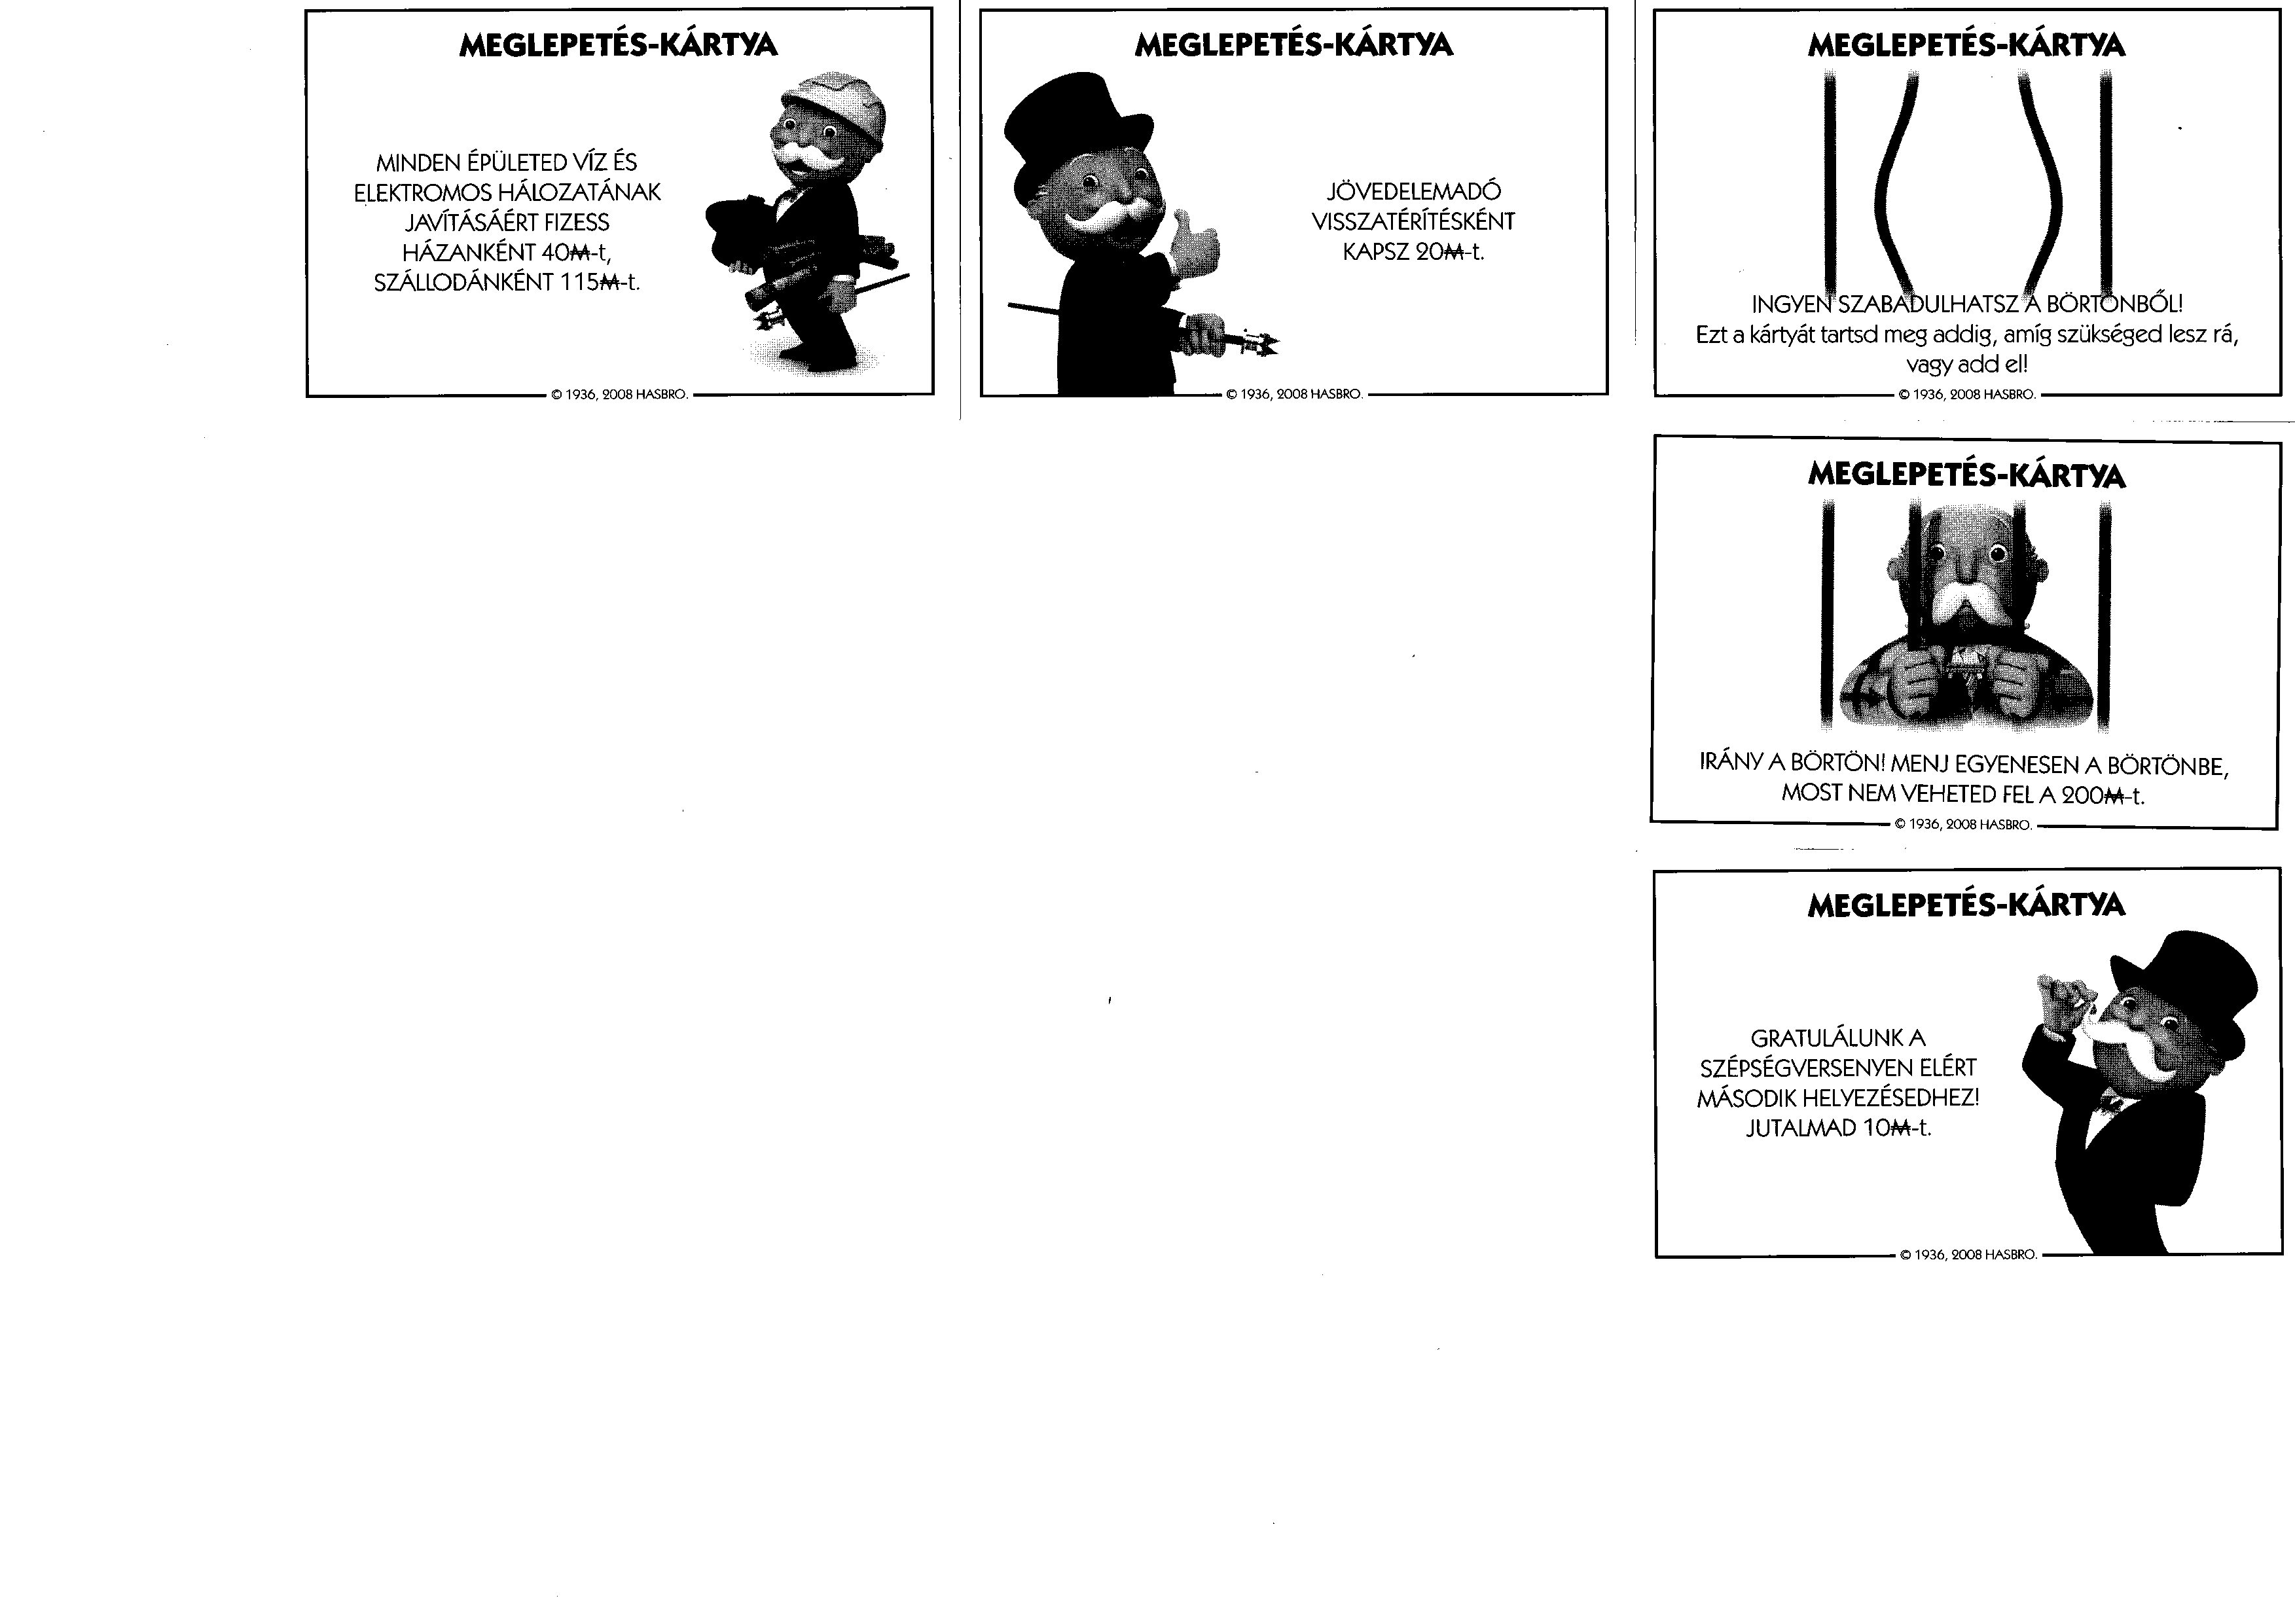 MEGLEPETÉS-KÁRTYA
MINDEN ÉPÜLETED VÍZ ÉS
ELEKTROMOS HÁLOZATÁNAK
JAVÍTÁSÁÉRT FIZESS
HÁZANKÉNT 40M-t,
SZÁLLODÁNKÉNT 115M-t.
© 1936, 2008 HASBRO.
MEGLEPETÉS-KÁRTYA
JÖVEDELEMADÓ
VISSZATÉRÍTÉSKÉNT
KAPSZ 20M-t.
© 1936, 2008 HASBRO.
MEGLEPETÉS-KÁRTYA
INGYEN SZABADULHATSZ A BÖRTÖNBŐL!
Ezt a kártyát tartsd meg addig, amíg szükséged lesz rá,
vagy add el!
© 1936, 2008 HASBRO.
MEGLEPETÉS-KÁRTYA
IRÁNY A BÖRTÖN! MENJ EGYENESEN A BÖRTÖNBE,
MOST NEM VEHETED FEL A 200M-t.
© 1936, 2008 HASBRO.
MEGLEPETÉS-KÁRTYA
GRATULÁLUNK A
SZÉPSÉGVERSENYEN ELÉRT
MÁSODIK HELYEZÉSEDHEZ!
JUTALMAD 10M-t.
© 1936, 2008 HASBRO.